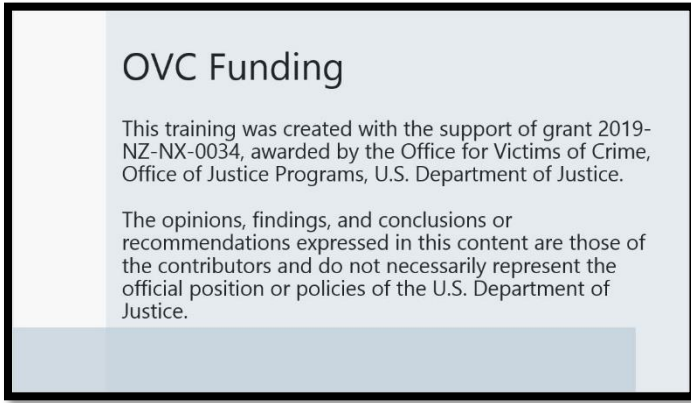 OVC Funding
This training was created with the support of grant 2019-
NZ-NX-0034, awarded by the Office for Victims of Crime,
Office of Justice Programs, U.S. Department of Justice.
The opinions, findings, and conclusions or
recommendations expressed in this content are those of
the contributors and do not necessarily represent the
official position or policies of the U.S. Department of
Justice.